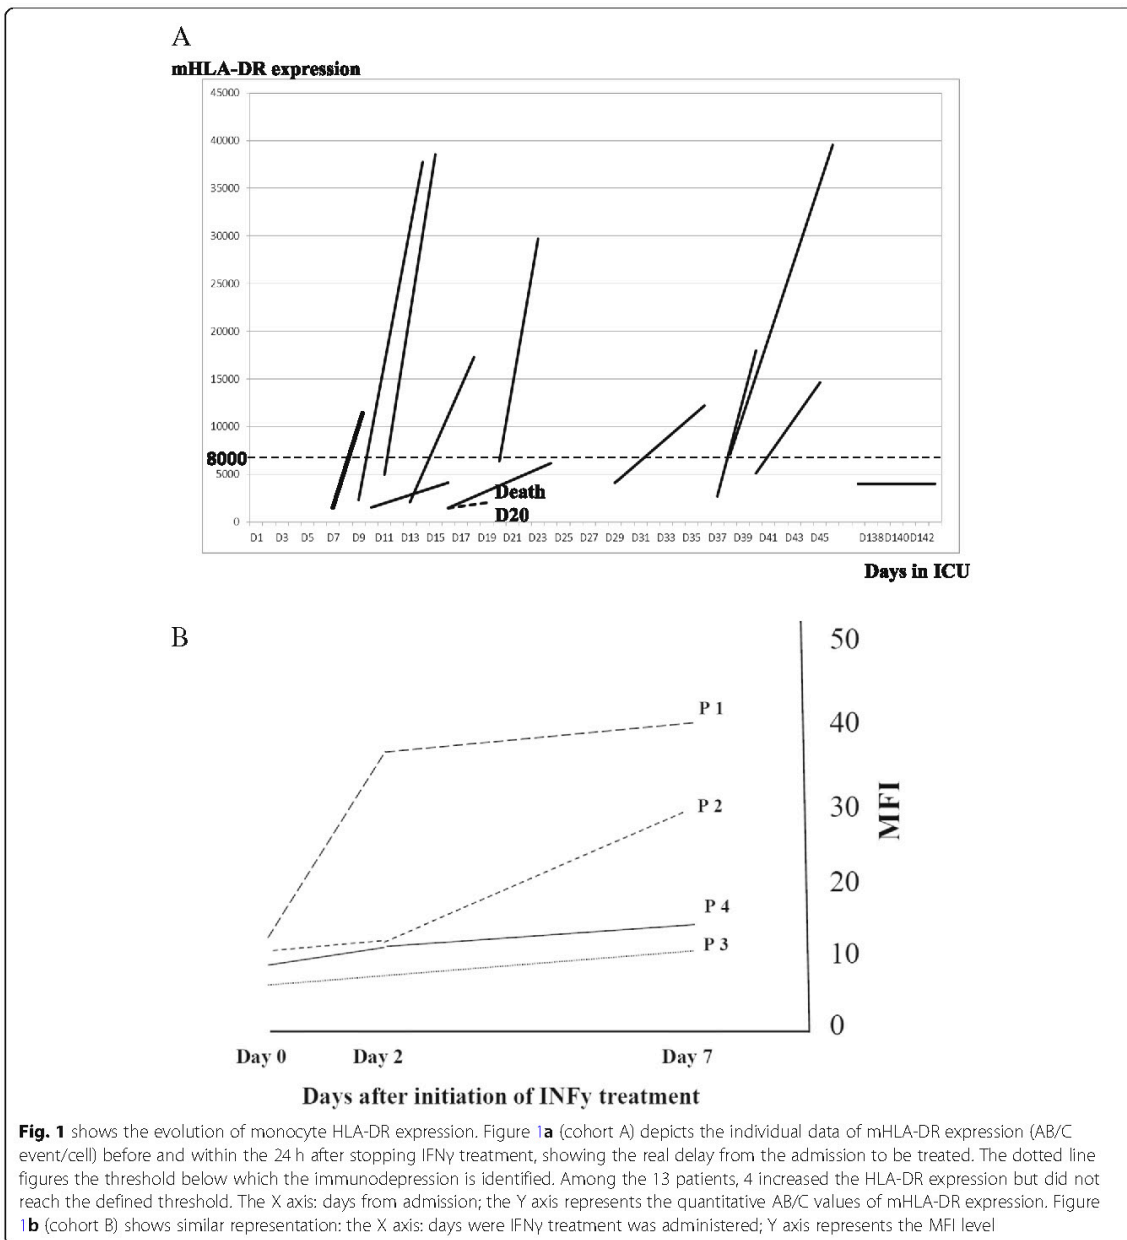 A
mHLA-DR expression
45000
40000
35000
30000
25000
20000
15000
10000
8000
5000
0
Death
D20
D1 D3 D5 D7 D9 D11 D13 D15 D17 D19 D21 D23 D25 D27 D29 D31 D33 D35 D37 D39 D41 D43 D45 D138 D140 D142
Days in ICU
B
50
P 1
40
P 2
30
MFI
20
P 4
P 3
10
0
Day 0 Day 2 Day 7
Days after initiation of INFy treatment
Fig. 1 shows the evolution of monocyte HLA-DR expression. Figure 1a (cohort A) depicts the individual data of mHLA-DR expression (AB/C
event/cell) before and within the 24 h after stopping IFNγ treatment, showing the real delay from the admission to be treated. The dotted line
figures the threshold below which the immunodepression is identified. Among the 13 patients, 4 increased the HLA-DR expression but did not
reach the defined threshold. The X axis: days from admission; the Y axis represents the quantitative AB/C values of mHLA-DR expression. Figure
1b (cohort B) shows similar representation: the X axis: days were IFNγ treatment was administered; Y axis represents the MFI level